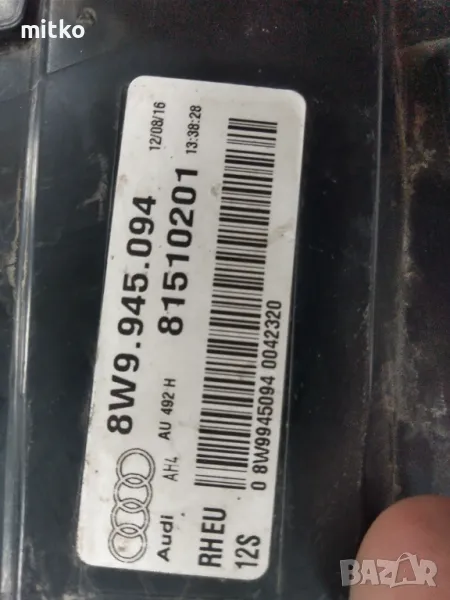 mitko
12/08/16 13:38:28
8W9.945.094
81510201
Audi AH4 AU 492 H
RHEU
12S
0 8W9945094 0042320
BAZAR